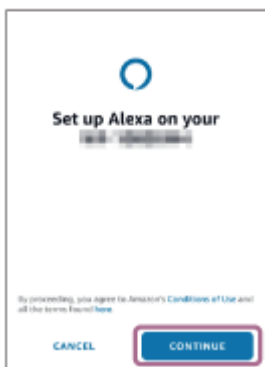 Set up Alexa on your
By proceeding, you agree to Amazon's Conditions of Use and
all the terms found here.
CANCEL
CONTINUE